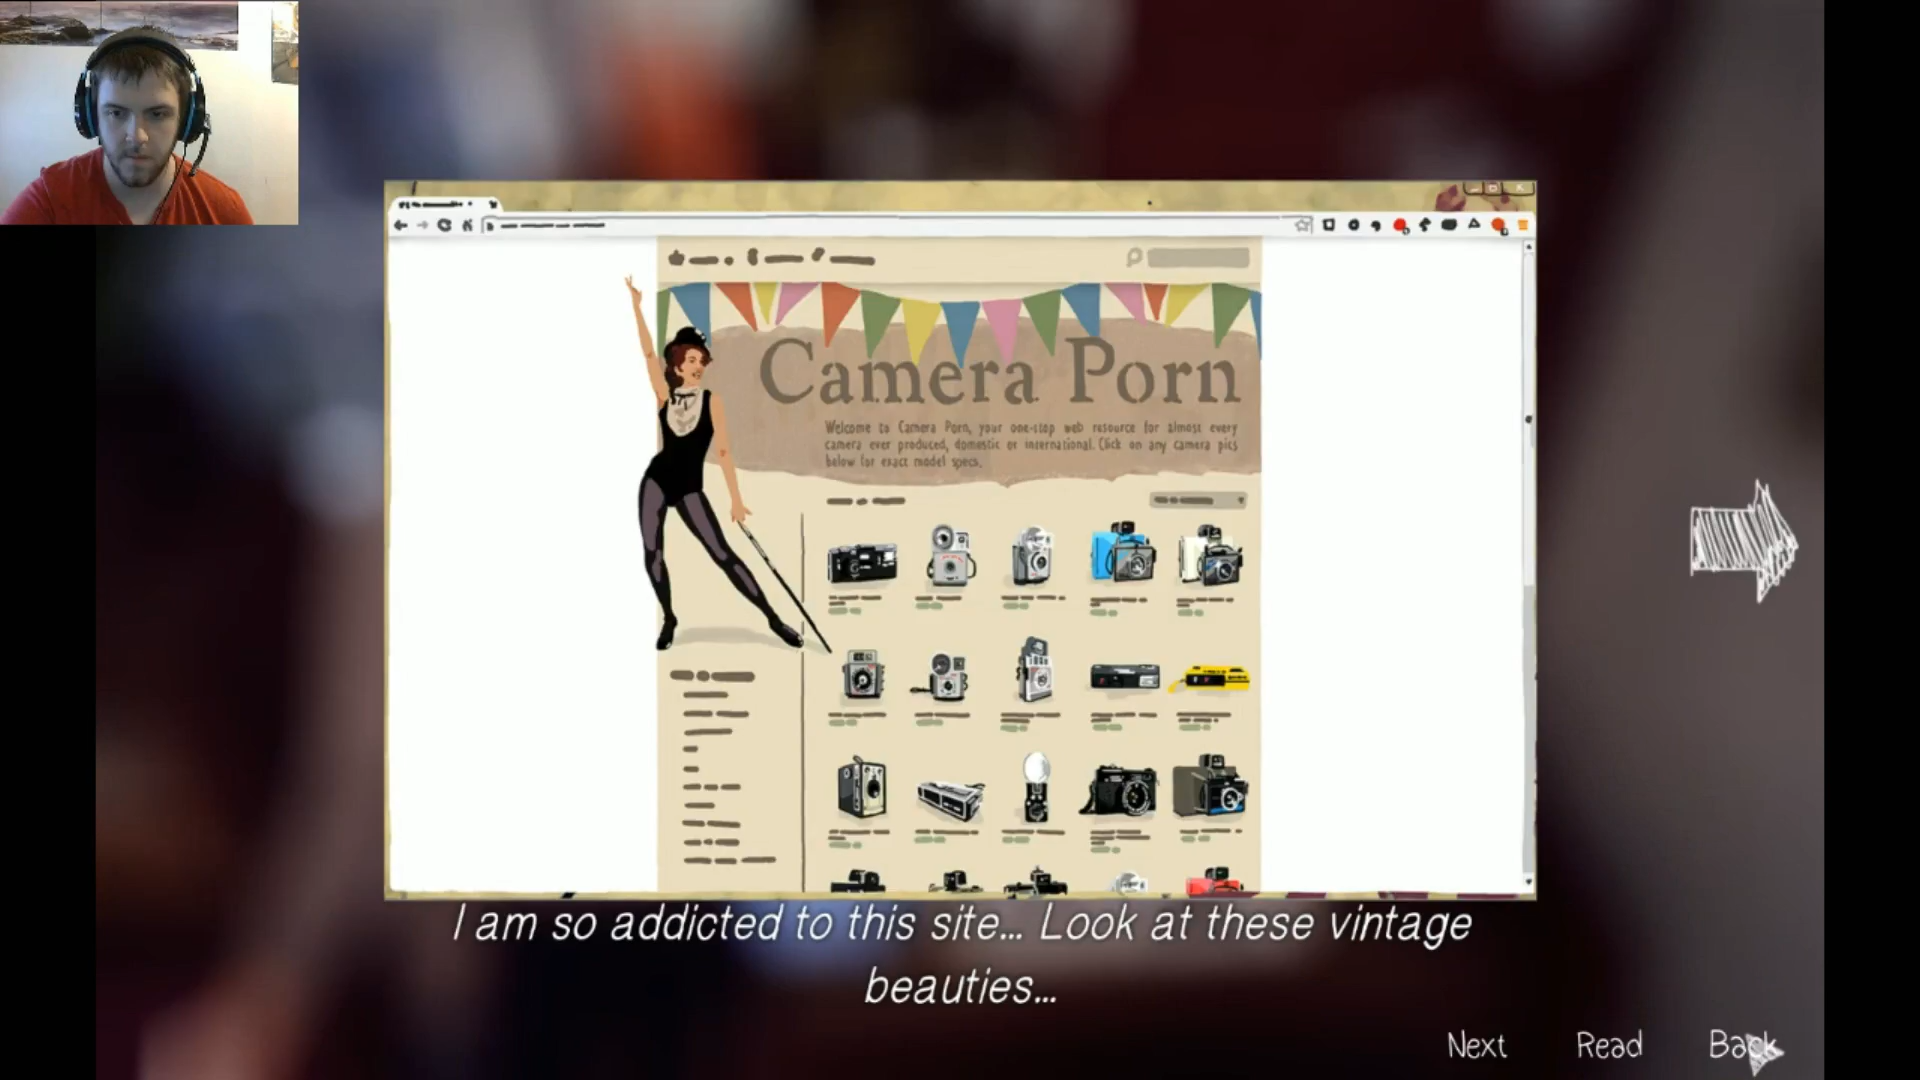 Camera Porn
Welcome to Camera Porn, your one-stop web resource for almost every
camera ever produced, domestic or international. Click on any camera pics
below for exact model specs.
I am so addicted to this site... Look at these vintage
beauties...
Next Read Back